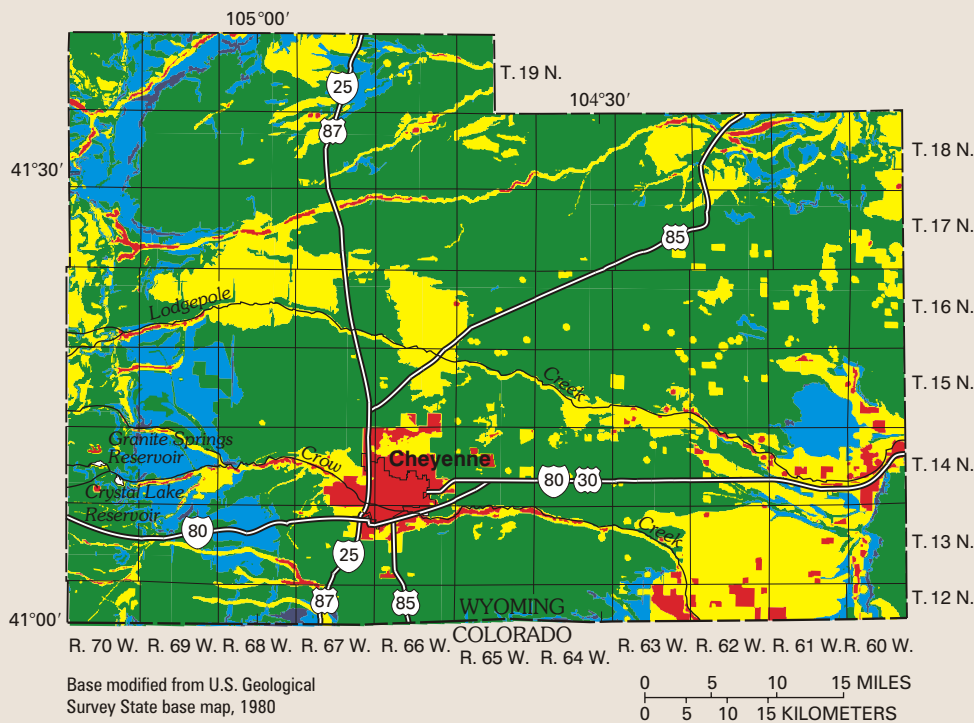 105°00'
T. 19 N.
104°30'
25
87
41°30'
T. 18 N.
T. 17 N.
85
T. 16 N.
Lodgepole
Creek
T. 15 N.
Granite Springs
Reservoir
Crow
Cheyenne
80 30
T. 14 N.
Crystal Lake
Reservoir
80
Creek
T. 13 N.
25
87
85
T. 12 N.
41°00'
WYOMING
COLORADO
R. 70 W. R. 69 W. R. 68 W. R. 67 W. R. 66 W. R. 65 W. R. 64 W. R. 63 W. R. 62 W. R. 61 W. R. 60 W.
Base modified from U.S. Geological
Survey State base map, 1980
0 5 10 15 MILES
0 5 10 15 KILOMETERS